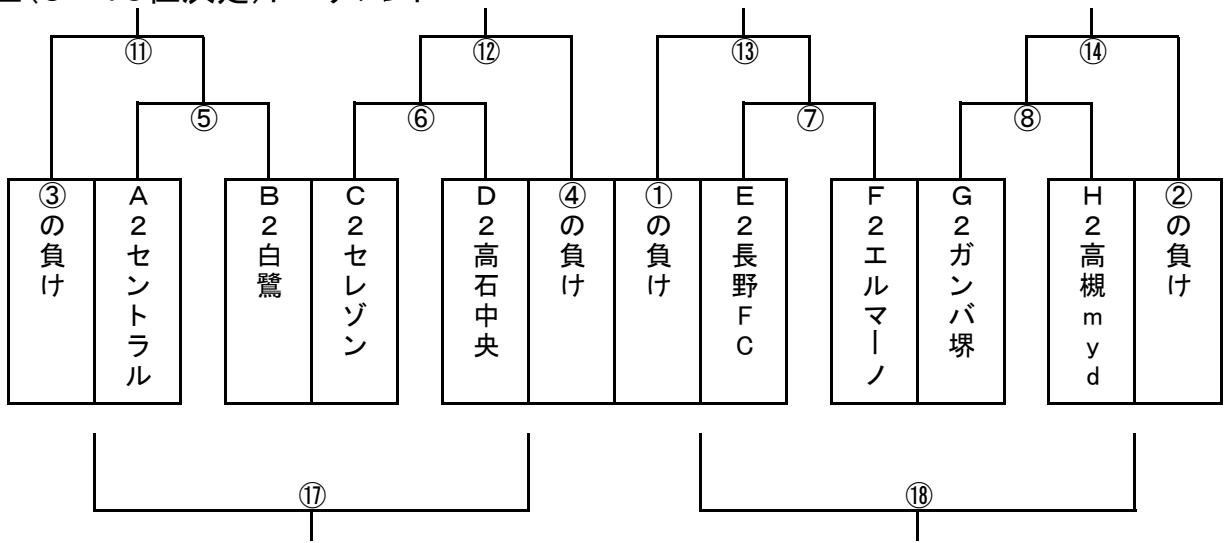 ⑪
⑫
⑬
⑭
⑤
⑥
⑦
⑧
③の負け
A2セントラル
B2白鷺
C2セレゾン
D2高石中央
④の負け
①の負け
E2長野FC
F2エルマーノ
G2ガンバ堺
H2高槻myd
②の負け
⑰
⑱